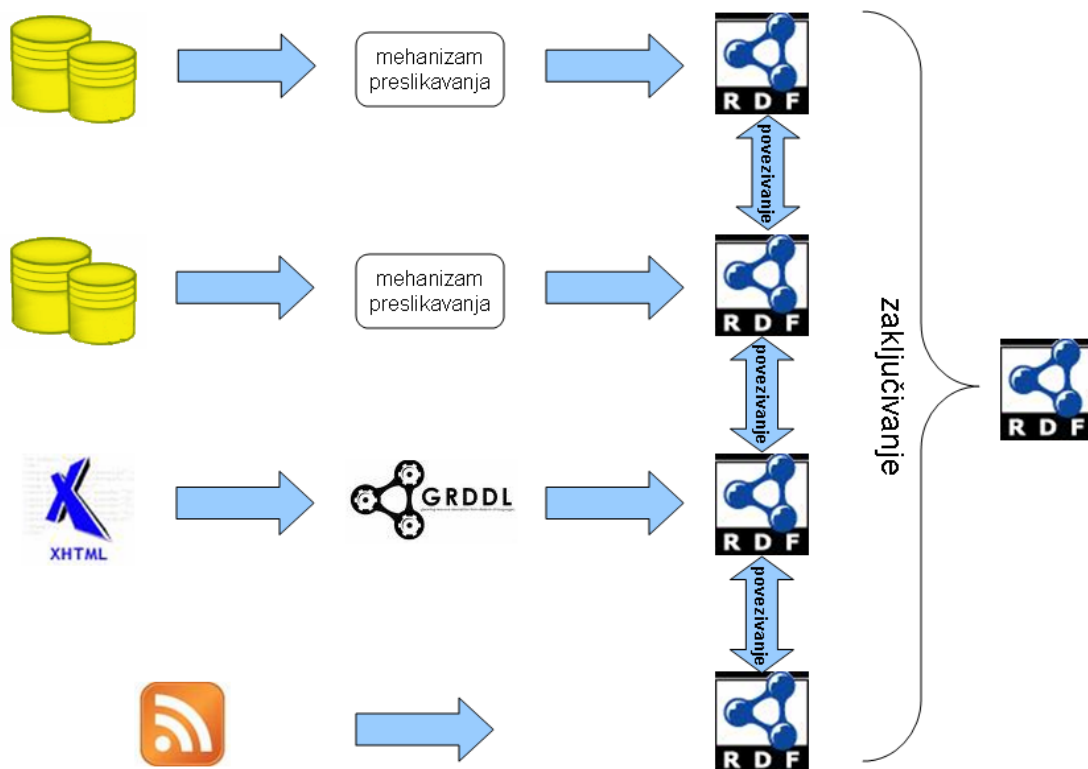 mehanizam
preslikavanja
RDF
povezivanje
mehanizam
preslikavanja
RDF
povezivanje
XHTML
GRDDL
RDF
povezivanje
RDF
zaključivanje
RDF